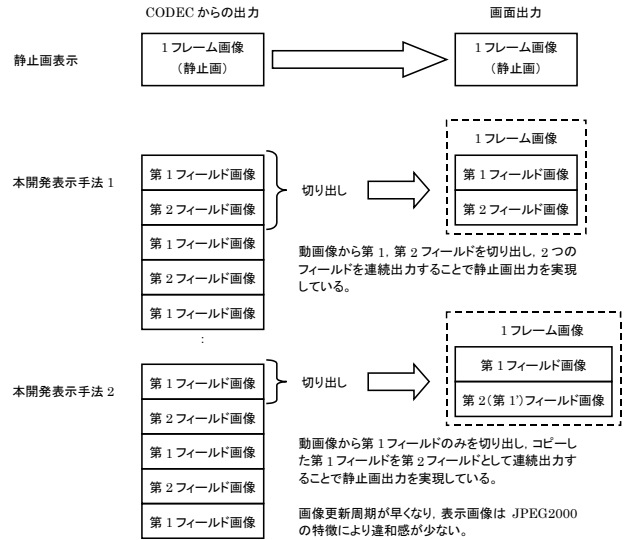 CODEC からの出力
画面出力
静止画表示
1 フレーム画像
(静止画)
1 フレーム画像
(静止画)
本開発表示手法 1
第 1 フィールド画像
第 2 フィールド画像
第 1 フィールド画像
第 2 フィールド画像
第 1 フィールド画像
:
切り出し
1 フレーム画像
第 1 フィールド画像
第 2 フィールド画像
動画像から第 1, 第 2 フィールドを切り出し, 2 つの
フィールドを連続出力することで静止画出力を実現
している。
本開発表示手法 2
第 1 フィールド画像
第 2 フィールド画像
第 1 フィールド画像
第 2 フィールド画像
第 1 フィールド画像
切り出し
1 フレーム画像
第 1 フィールド画像
第 2(第 1')フィールド画像
動画像から第 1 フィールドのみを切り出し, コピーし
た第 1 フィールドを第 2 フィールドとして連続出力す
ることで静止画出力を実現している。
画像更新周期が早くなり, 表示画像は JPEG2000
の特徴により違和感が少ない。